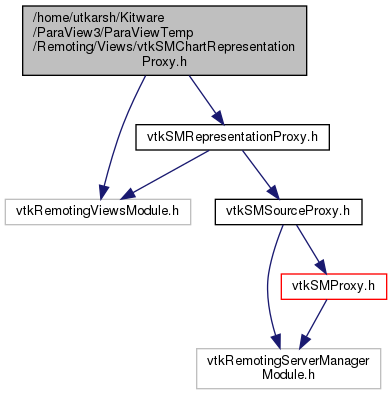 /home/utkarsh/Kitware
/ParaView3/ParaViewTemp
/Remoting/Views/vtkSMChartRepresentation
Proxy.h
vtkSMRepresentationProxy.h
vtkRemotingViewsModule.h
vtkSMSourceProxy.h
vtkSMProxy.h
vtkRemotingServerManager
Module.h